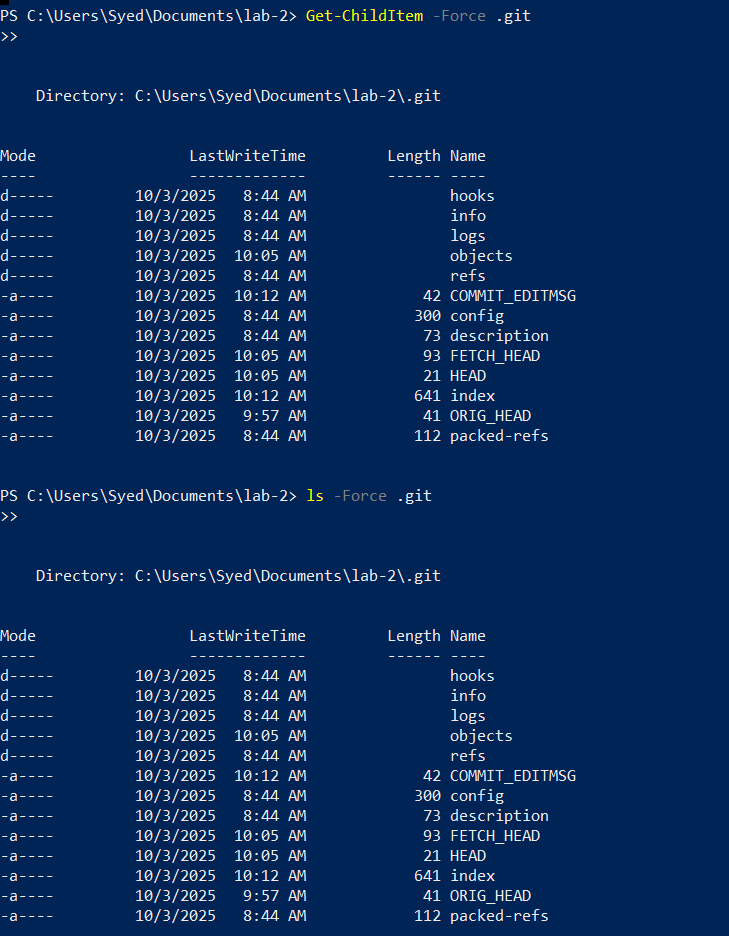 PS C:\Users\Syed\Documents\lab-2> Get-ChildItem -Force .git
>>
    Directory: C:\Users\Syed\Documents\lab-2\.git
Mode                 LastWriteTime         Length Name
----                 -------------         ------ ----
d-----         10/3/2025   8:44 AM                hooks
d-----         10/3/2025   8:44 AM                info
d-----         10/3/2025   8:44 AM                logs
d-----         10/3/2025  10:05 AM                objects
d-----         10/3/2025   8:44 AM                refs
-a----         10/3/2025  10:12 AM             42 COMMIT_EDITMSG
-a----         10/3/2025   8:44 AM            300 config
-a----         10/3/2025   8:44 AM             73 description
-a----         10/3/2025  10:05 AM             93 FETCH_HEAD
-a----         10/3/2025  10:05 AM             21 HEAD
-a----         10/3/2025  10:12 AM            641 index
-a----         10/3/2025   9:57 AM             41 ORIG_HEAD
-a----         10/3/2025   8:44 AM            112 packed-refs
PS C:\Users\Syed\Documents\lab-2> ls -Force .git
>>
    Directory: C:\Users\Syed\Documents\lab-2\.git
Mode                 LastWriteTime         Length Name
----                 -------------         ------ ----
d-----         10/3/2025   8:44 AM                hooks
d-----         10/3/2025   8:44 AM                info
d-----         10/3/2025   8:44 AM                logs
d-----         10/3/2025  10:05 AM                objects
d-----         10/3/2025   8:44 AM                refs
-a----         10/3/2025  10:12 AM             42 COMMIT_EDITMSG
-a----         10/3/2025   8:44 AM            300 config
-a----         10/3/2025   8:44 AM             73 description
-a----         10/3/2025  10:05 AM             93 FETCH_HEAD
-a----         10/3/2025  10:05 AM             21 HEAD
-a----         10/3/2025  10:12 AM            641 index
-a----         10/3/2025   9:57 AM             41 ORIG_HEAD
-a----         10/3/2025   8:44 AM            112 packed-refs